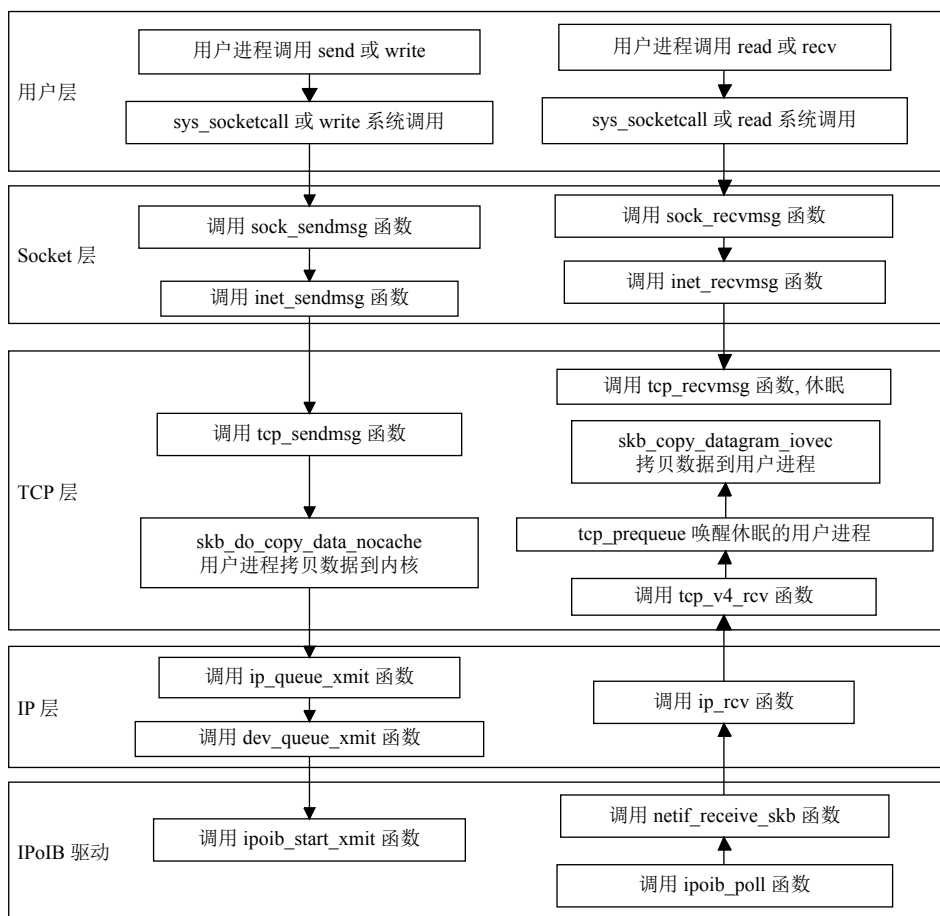 用户层
用户进程调用 send 或 write
sys_socketcall 或 write 系统调用
用户进程调用 read 或 recv
sys_socketcall 或 read 系统调用
Socket 层
调用 sock_sendmsg 函数
调用 inet_sendmsg 函数
调用 sock_recvmsg 函数
调用 inet_recvmsg 函数
TCP 层
调用 tcp_sendmsg 函数
skb_do_copy_data_nocache
用户进程拷贝数据到内核
调用 tcp_recvmsg 函数, 休眠
skb_copy_datagram_iovec
拷贝数据到用户进程
tcp_prequeue 唤醒休眠的用户进程
调用 tcp_v4_rcv 函数
IP 层
调用 ip_queue_xmit 函数
调用 dev_queue_xmit 函数
调用 ip_rcv 函数
IPoIB 驱动
调用 ipoib_start_xmit 函数
调用 netif_receive_skb 函数
调用 ipoib_poll 函数